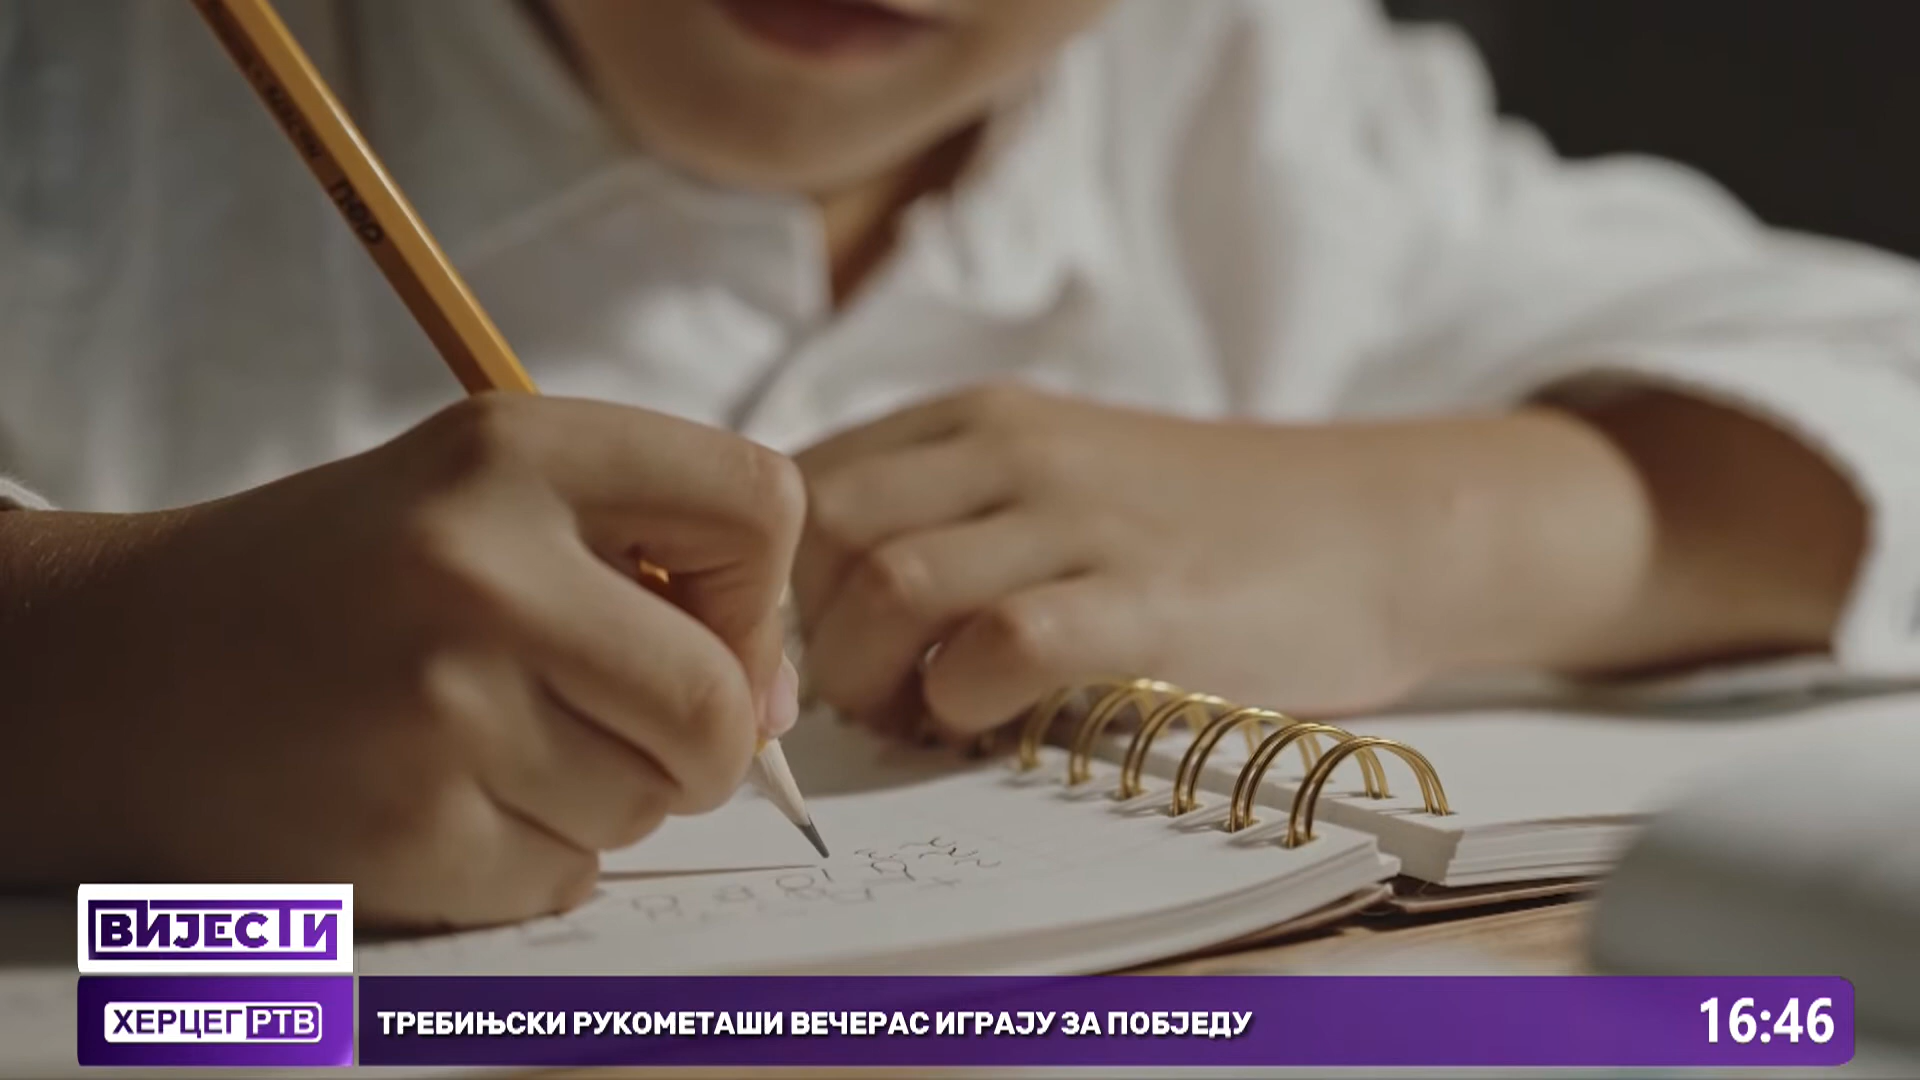 ВИЈЕСТИ
ХЕРЦЕГ РТВ
ТРЕБИЊСКИ РУКОМЕТАШИ ВЕЧЕРАС ИГРАЈУ ЗА ПОБЈЕДУ
16:46